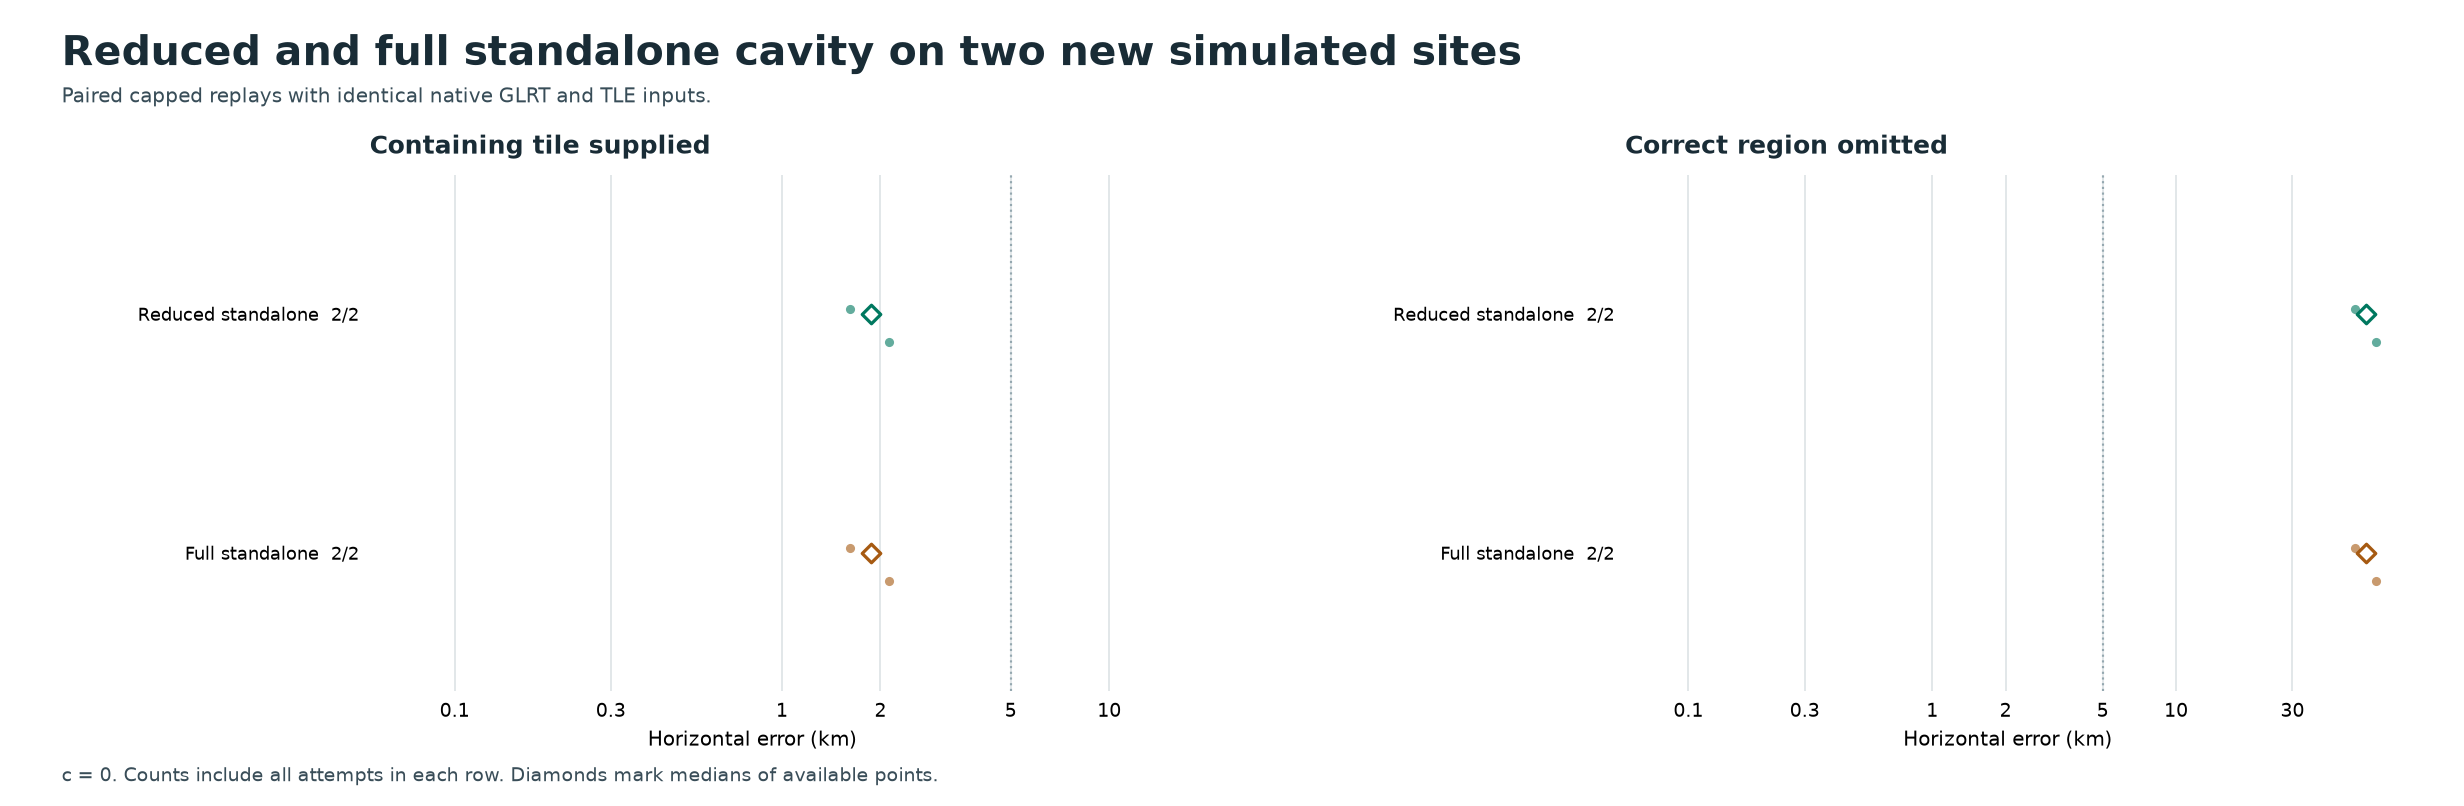 Reduced and full standalone cavity on two new simulated sites
Paired capped replays with identical native GLRT and TLE inputs.
Containing tile supplied
Reduced standalone 2/2
Full standalone 2/2
0.1 0.3 1 2 5 10
Horizontal error (km)
Correct region omitted
Reduced standalone 2/2
Full standalone 2/2
0.1 0.3 1 2 5 10 30
Horizontal error (km)
c = 0. Counts include all attempts in each row. Diamonds mark medians of available points.